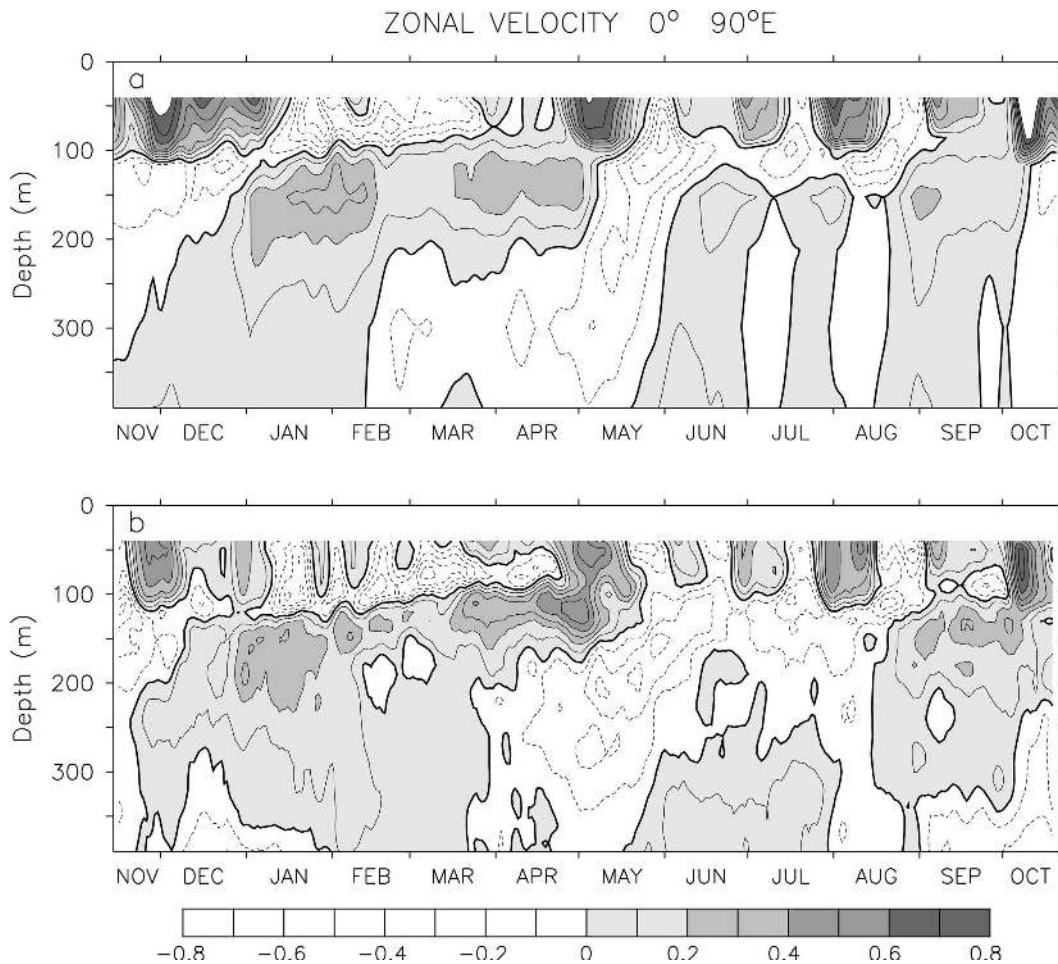 ZONAL VELOCITY 0° 90°E
a
0
100
200
300
Depth (m)
NOV DEC JAN FEB MAR APR MAY JUN JUL AUG SEP OCT
b
0
100
200
300
Depth (m)
NOV DEC JAN FEB MAR APR MAY JUN JUL AUG SEP OCT
−0.8 −0.6 −0.4 −0.2 0 0.2 0.4 0.6 0.8